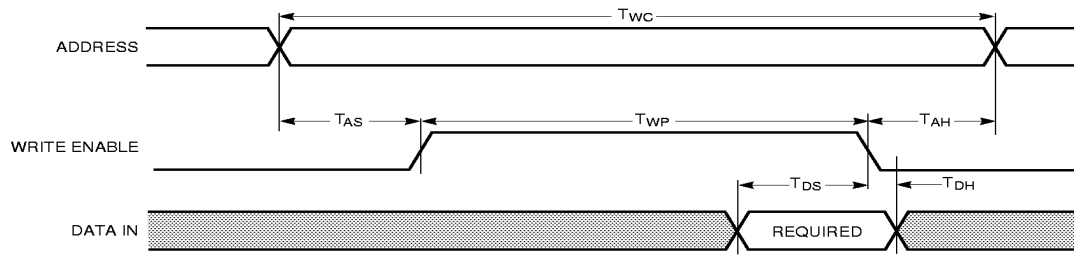 TWC
ADDRESS
TAS
TWP
TAH
WRITE ENABLE
TDS
TDH
DATA IN
REQUIRED